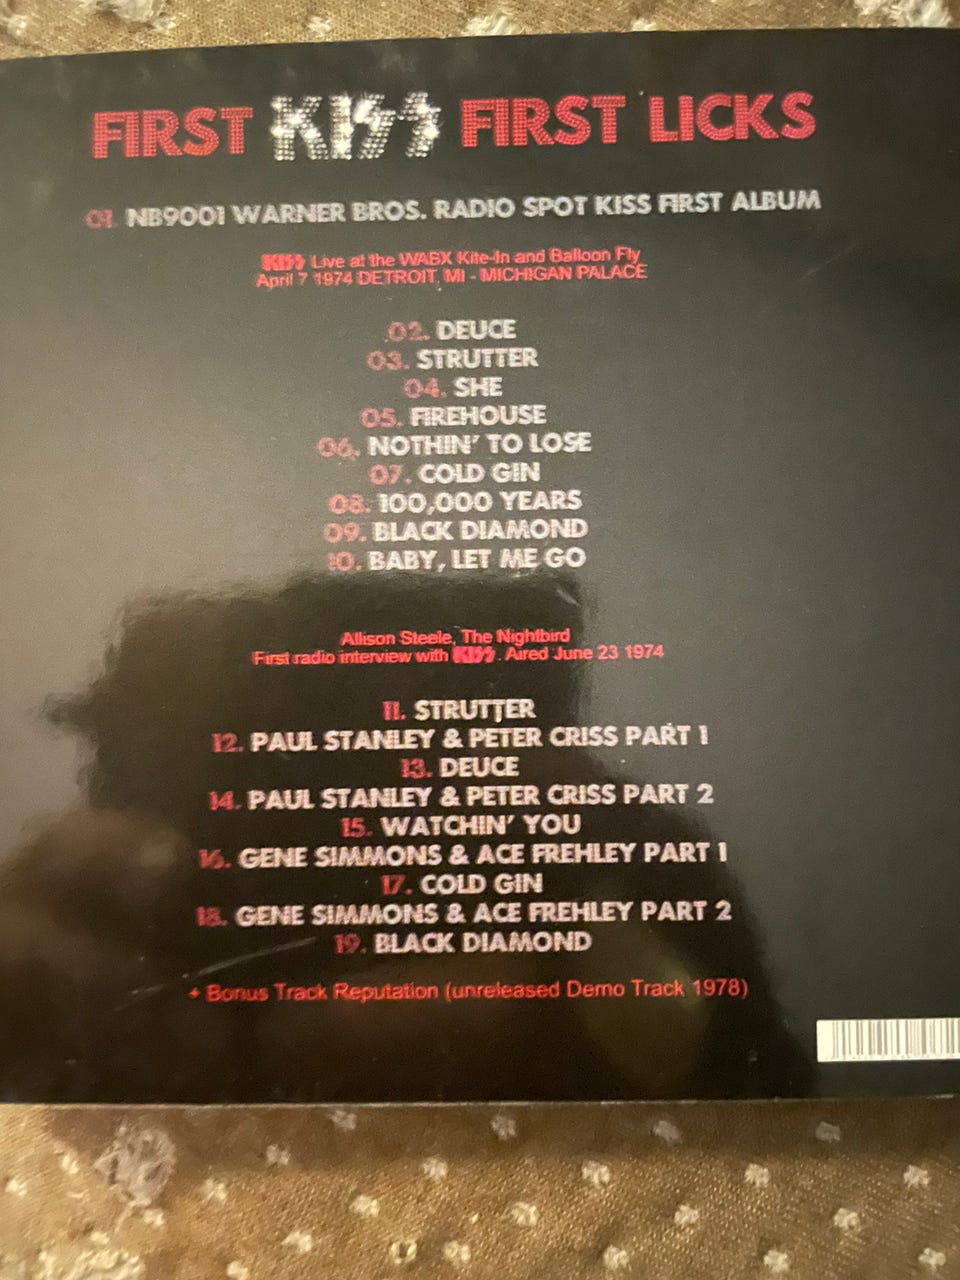 FIRST KISS FIRST LICKS
01. NB9001 WARNER BROS. RADIO SPOT KISS FIRST ALBUM
KISS Live at the WABX Kite-In and Balloon Fly
April 7 1974 DETROIT, MI - MICHIGAN PALACE
02. DEUCE
03. STRUTTER
04. SHE
05. FIREHOUSE
06. NOTHIN' TO LOSE
07. COLD GIN
08. 100,000 YEARS
09. BLACK DIAMOND
10. BABY, LET ME GO
Allison Steele, The Nightbird
First radio interview with KISS. Aired June 23 1974
11. STRUTTER
12. PAUL STANLEY & PETER CRISS PART 1
13. DEUCE
14. PAUL STANLEY & PETER CRISS PART 2
15. WATCHIN' YOU
16. GENE SIMMONS & ACE FREHLEY PART 1
17. COLD GIN
18. GENE SIMMONS & ACE FREHLEY PART 2
19. BLACK DIAMOND
+ Bonus Track Reputation (unreleased Demo Track 1978)